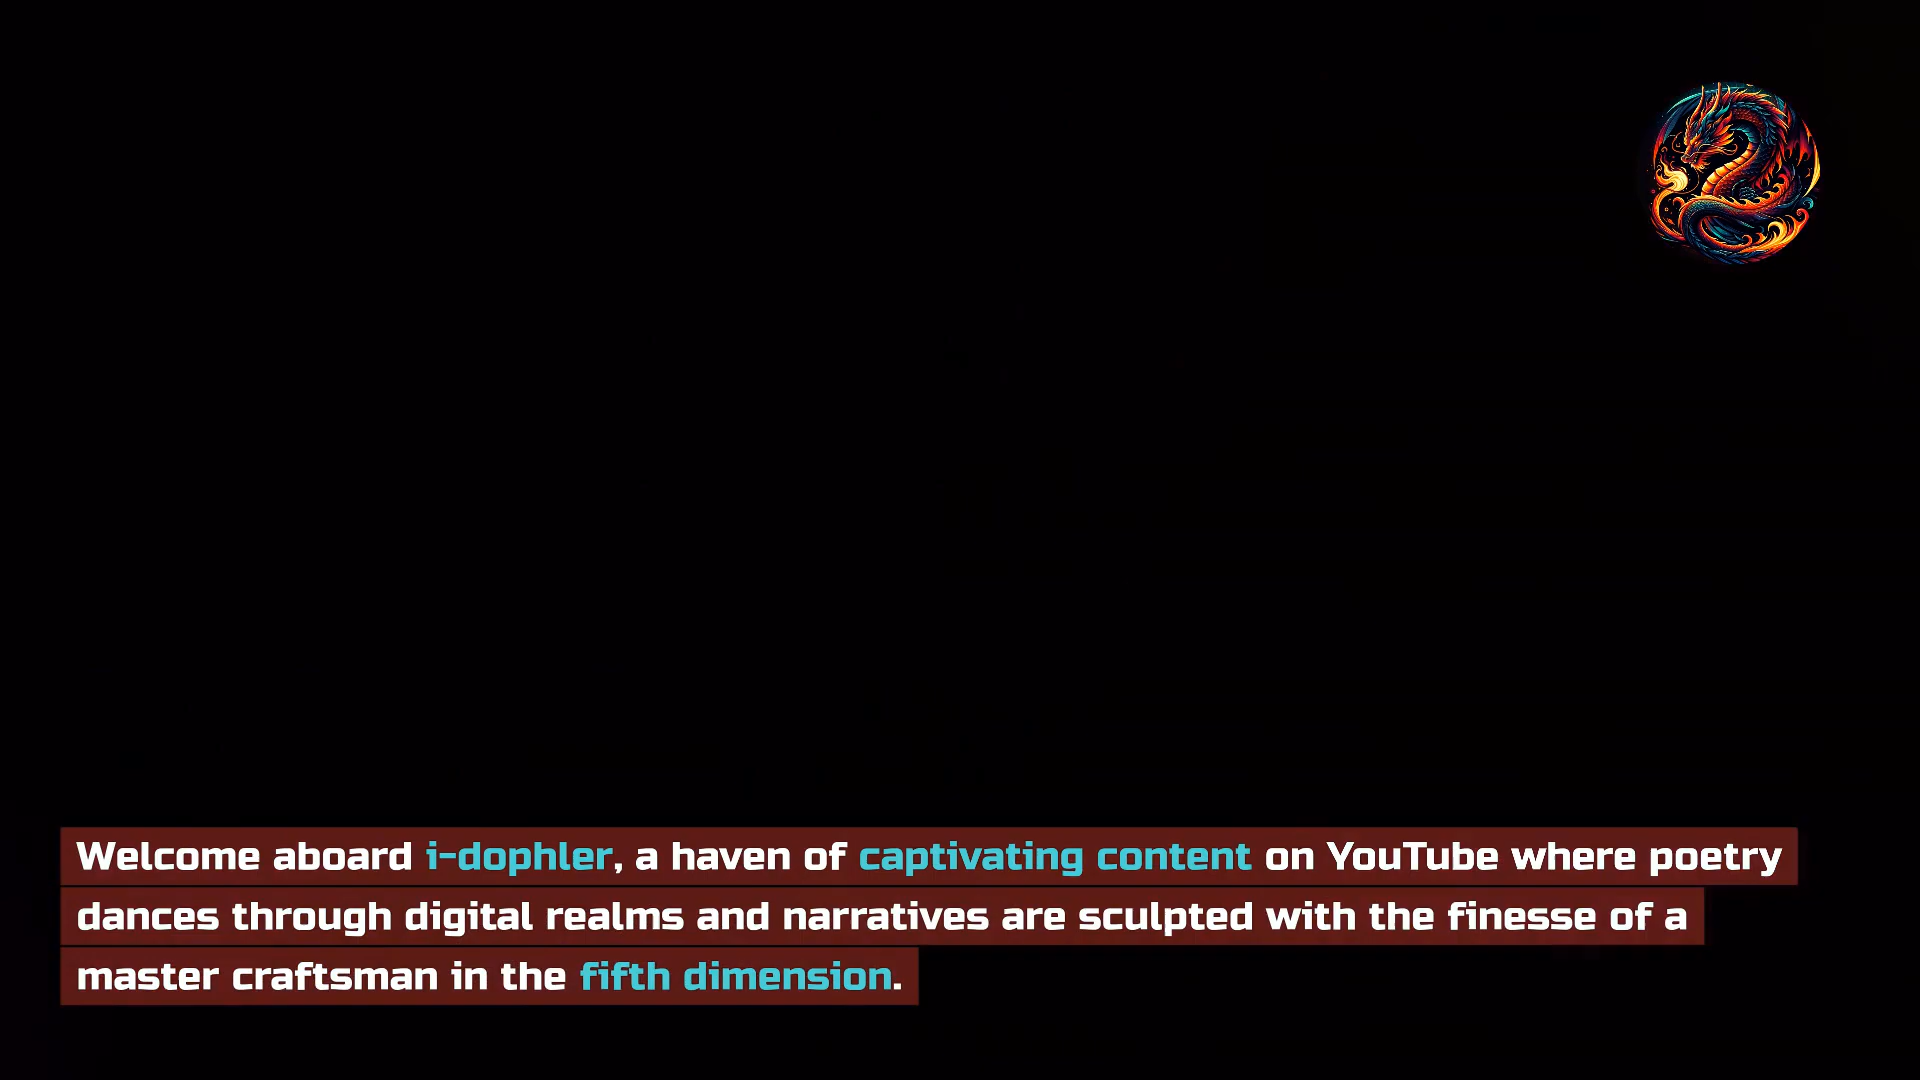 Welcome aboard i-dophler, a haven of captivating content on YouTube where poetry
dances through digital realms and narratives are sculpted with the finesse of a
master craftsman in the fifth dimension.